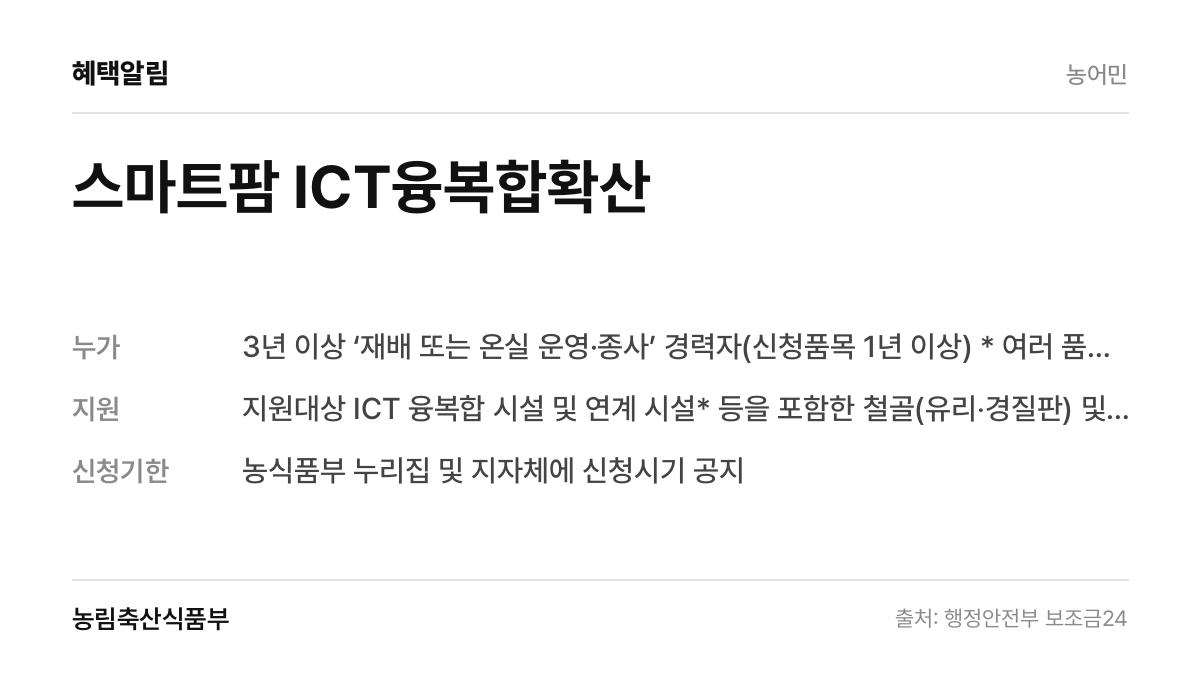 혜택알림
농어민
스마트팜 ICT융복합확산
누가 3년 이상 ‘재배 또는 온실 운영·종사’ 경력자(신청품목 1년 이상) * 여러 품...
지원 지원대상 ICT 융복합 시설 및 연계 시설* 등을 포함한 철골(유리·경질판) 및...
신청기한 농식품부 누리집 및 지자체에 신청시기 공지
농림축산식품부
출처: 행정안전부 보조금24